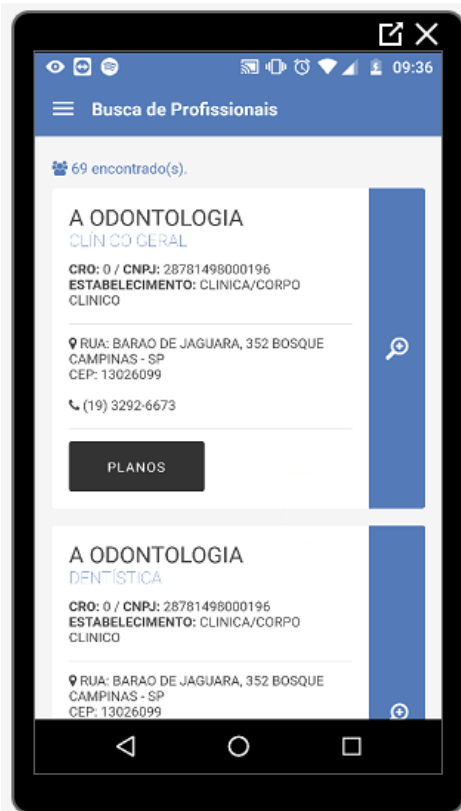 09:36
Busca de Profissionais
69 encontrado(s).
A ODONTOLOGIA
CLÍNICO GERAL
CRO: 0 / CNPJ: 28781498000196
ESTABELECIMENTO: CLINICA/CORPO
CLINICO
RUA: BARAO DE JAGUARA, 352 BOSQUE
CAMPINAS - SP
CEP: 13026099
(19) 3292-6673
PLANOS
A ODONTOLOGIA
DENTÍSTICA
CRO: 0 / CNPJ: 28781498000196
ESTABELECIMENTO: CLINICA/CORPO
CLINICO
RUA: BARAO DE JAGUARA, 352 BOSQUE
CAMPINAS - SP
CEP: 13026099